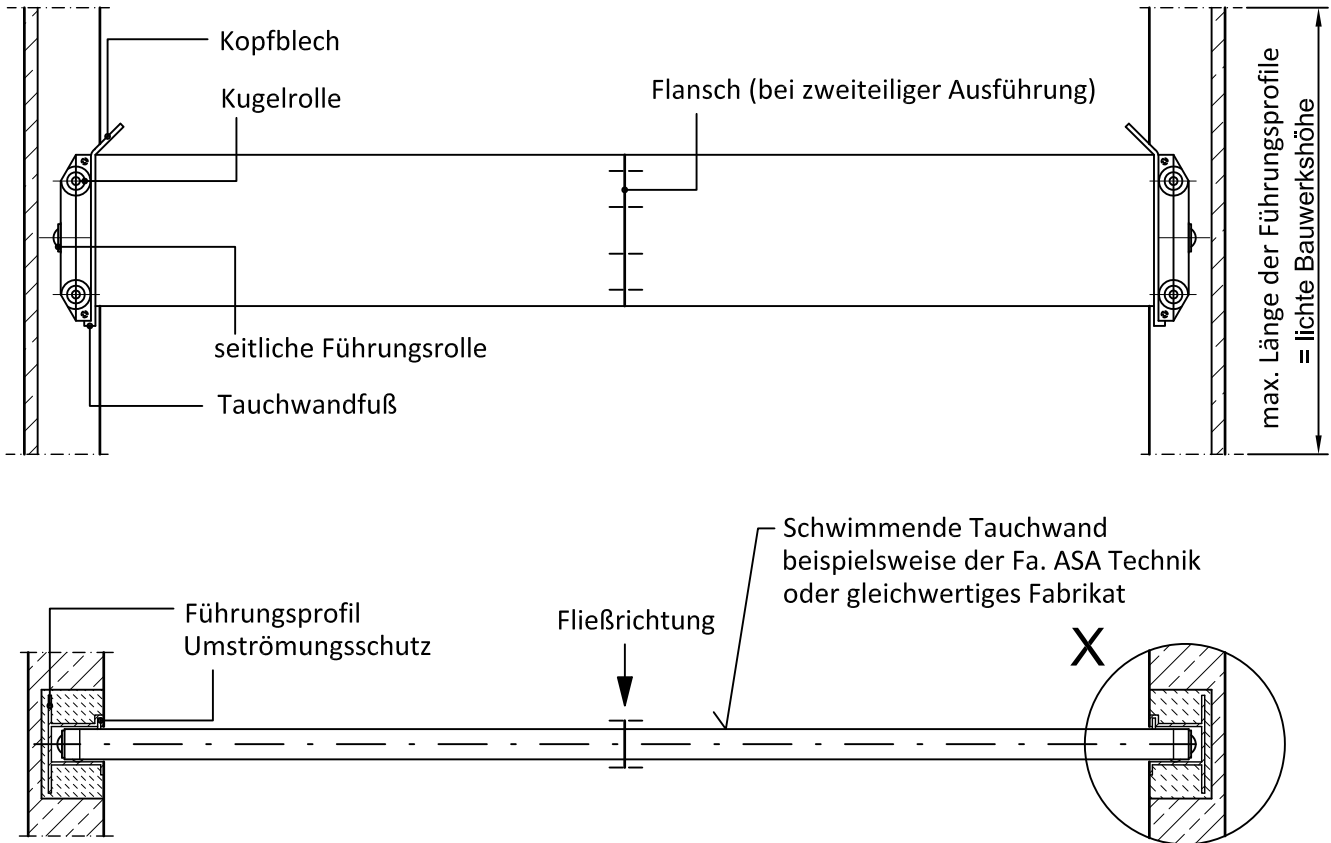 Kopfblech
Kugelrolle
Flansch (bei zweiteiliger Ausführung)
max. Länge der Führungsprofile
= lichte Bauwerkshöhe
seitliche Führungsrolle
Tauchwandfuß
Schwimmende Tauchwand
beispielsweise der Fa. ASA Technik
oder gleichwertiges Fabrikat
Führungsprofil
Umströmungsschutz
Fließrichtung
X